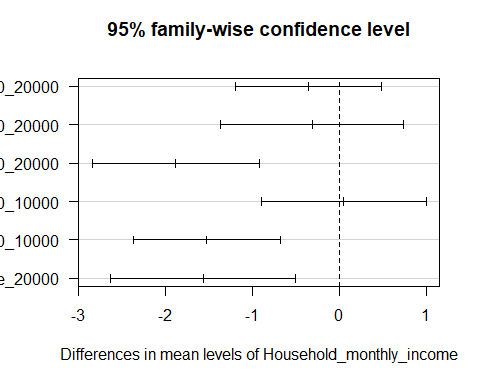 95% family-wise confidence level
0_20000
0_20000
0_20000
0_10000
0_10000
e_20000
-3 -2 -1 0 1
Differences in mean levels of Household_monthly_income